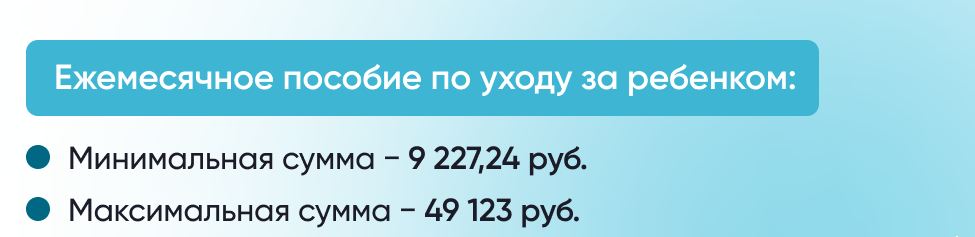 Ежемесячное пособие по уходу за ребенком:
Минимальная сумма – 9 227,24 руб.
Максимальная сумма – 49 123 руб.